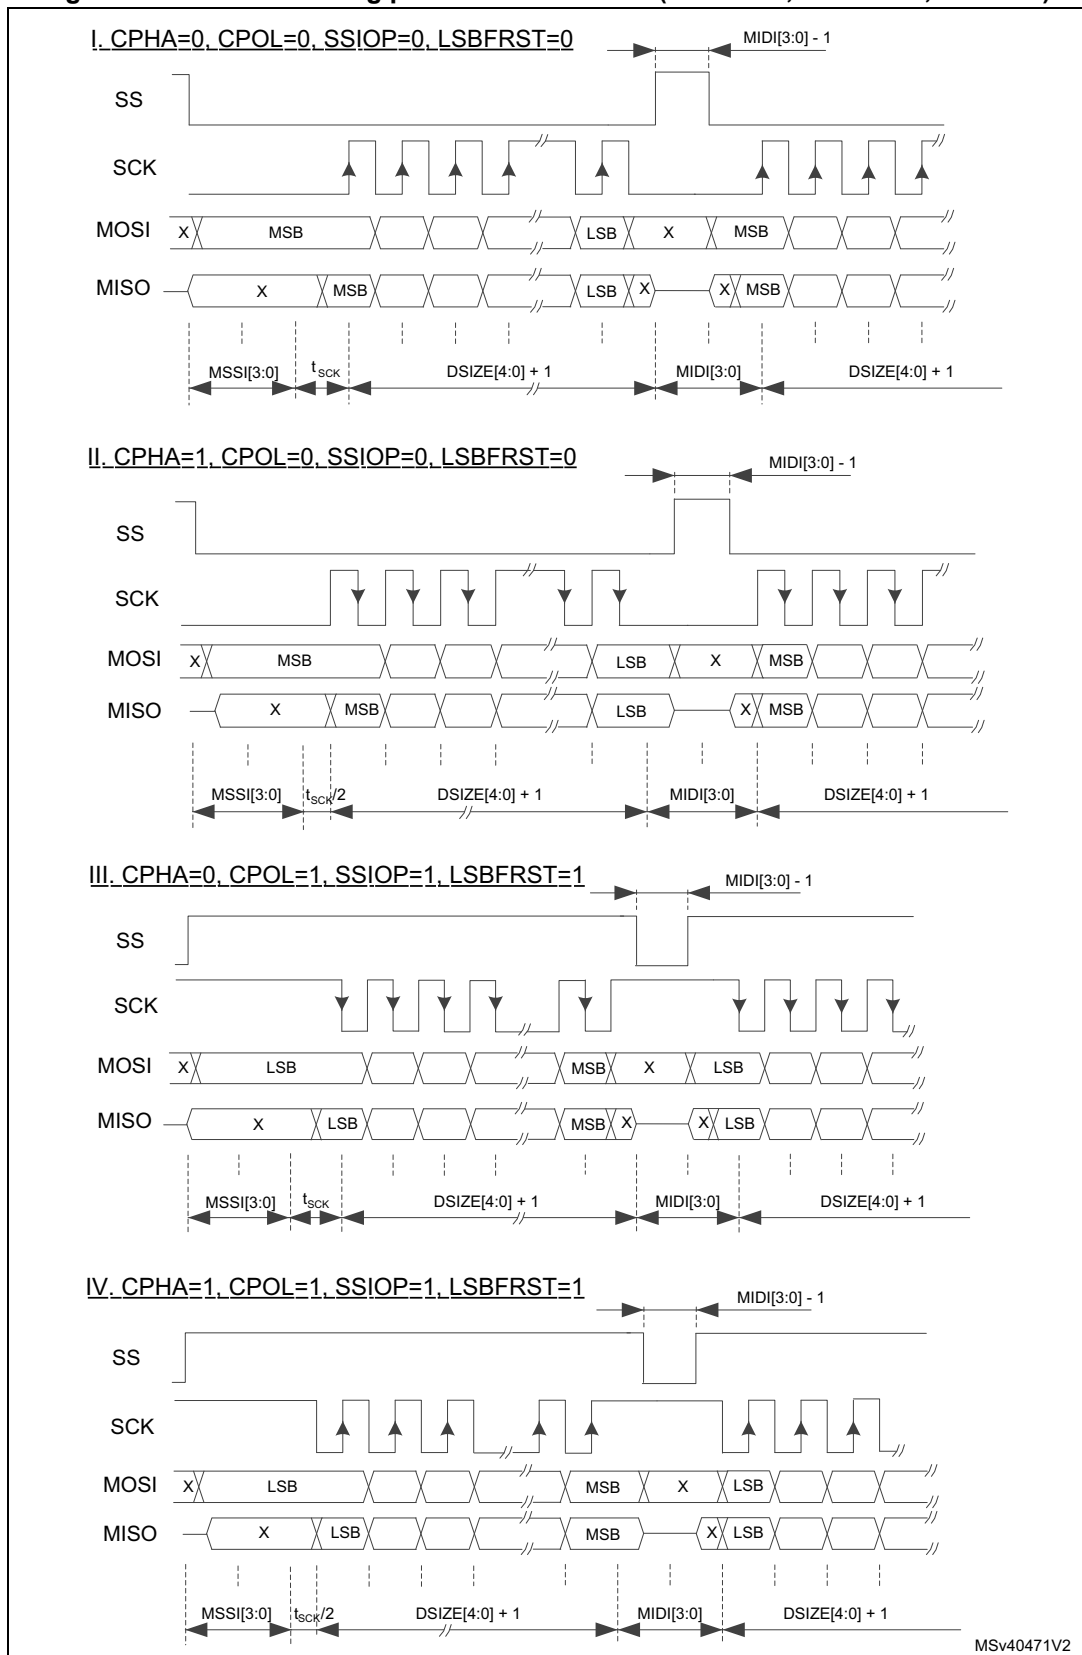 I. CPHA=0, CPOL=0, SSIOP=0, LSBFRST=0
MIDI[3:0] - 1
SS
SCK
MOSI X MSB LSB X MSB
MISO X MSB LSB X X MSB
MSSI[3:0] tSCK DSIZE[4:0] + 1 MIDI[3:0] DSIZE[4:0] + 1
II. CPHA=1, CPOL=0, SSIOP=0, LSBFRST=0
MIDI[3:0] - 1
SS
SCK
MOSI X MSB LSB X MSB
MISO X MSB LSB X MSB
MSSI[3:0] tSCK/2 DSIZE[4:0] + 1 MIDI[3:0] DSIZE[4:0] + 1
III. CPHA=0, CPOL=1, SSIOP=1, LSBFRST=1
MIDI[3:0] - 1
SS
SCK
MOSI X LSB MSB X LSB
MISO X LSB MSB X X LSB
MSSI[3:0] tSCK DSIZE[4:0] + 1 MIDI[3:0] DSIZE[4:0] + 1
IV. CPHA=1, CPOL=1, SSIOP=1, LSBFRST=1
MIDI[3:0] - 1
SS
SCK
MOSI X LSB MSB X LSB
MISO X LSB MSB X LSB
MSSI[3:0] tSCK/2 DSIZE[4:0] + 1 MIDI[3:0] DSIZE[4:0] + 1
MSv40471V2